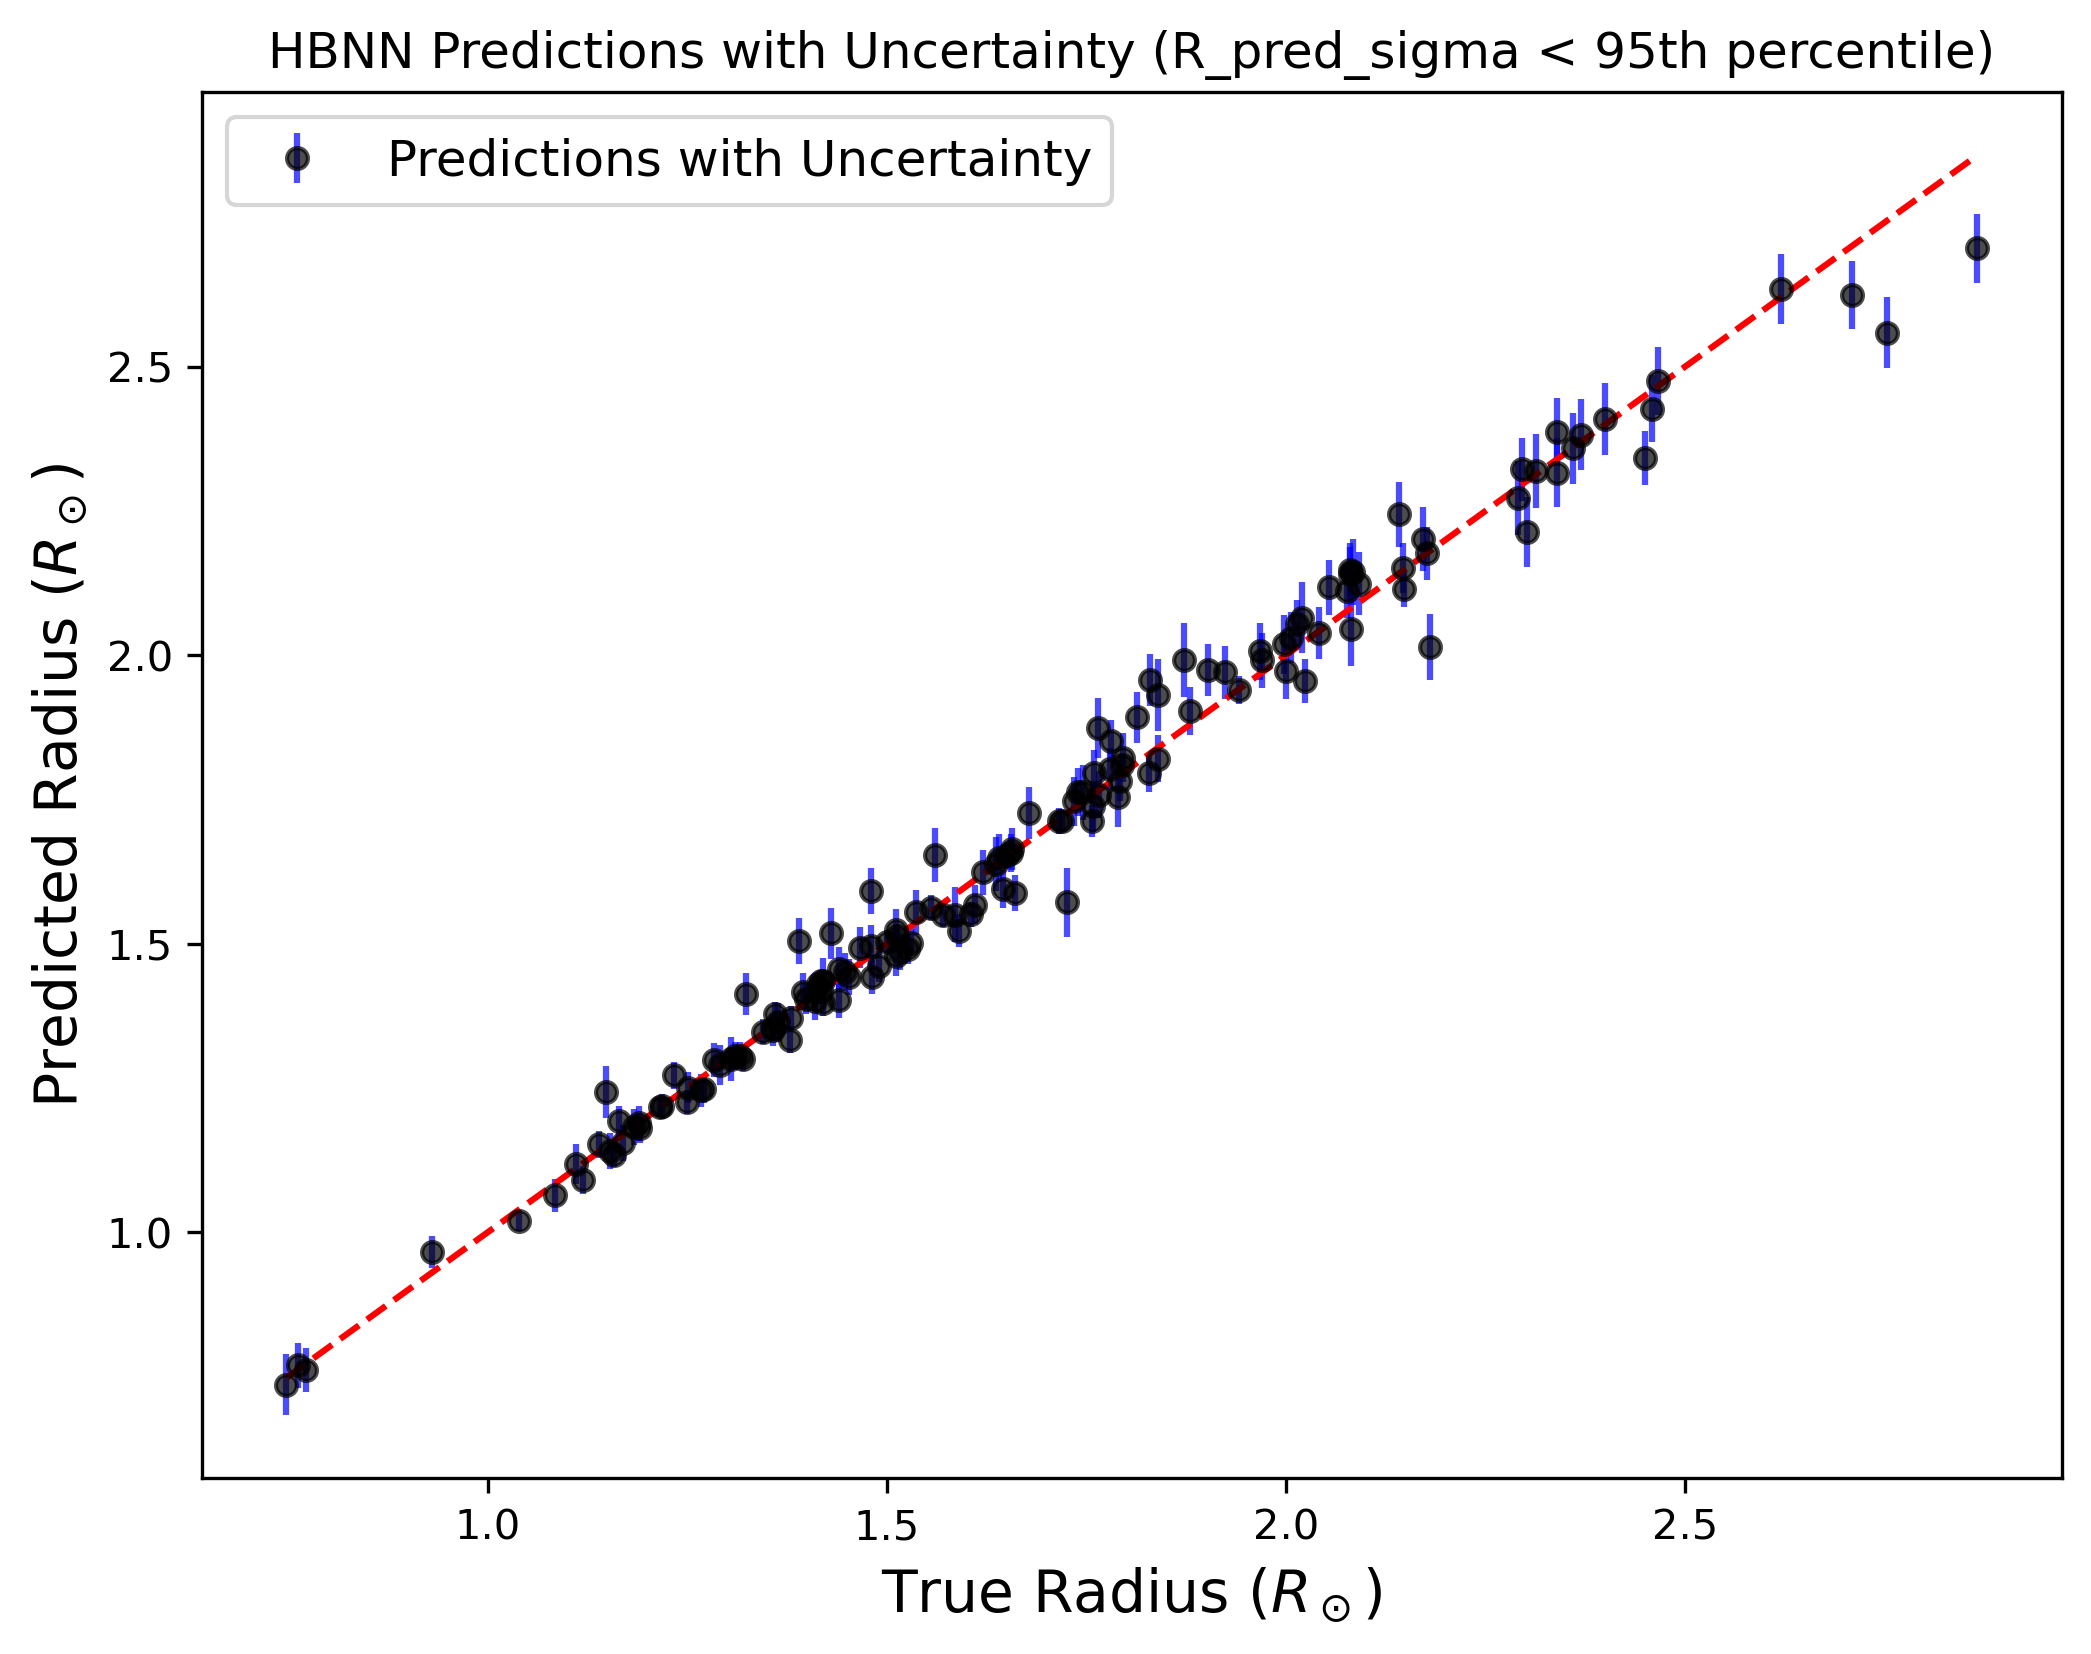 HBNN Predictions with Uncertainty (R_pred_sigma < 95th percentile)
Predictions with Uncertainty
Predicted Radius (R⊙)
2.5
2.0
1.5
1.0
1.0 1.5 2.0 2.5
True Radius (R⊙)